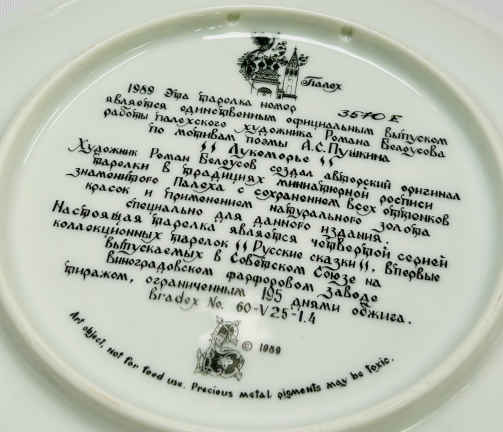 Палех
1989 Эта тарелка номер 3570 Е
является единственным официальным выпуском
работы палехского художника Романа Белоусова
по мотивам поэмы А.С.Пушкина
"Лукоморье"
Художник Роман Белоусов создал авторский оригинал
тарелки в традициях миниатюрной росписи
знаменитого Палеха с сохранением всех оттенков
красок и применением натурального золота
специально для данного издания.
Настоящая тарелка является четвертой серией
коллекционных тарелок "Русские сказки", впервые
выпускаемых в Советском Союзе на
Виноградовском фарфоровом заводе
тиражом, ограниченным 195 днями обжига.
Bradex No. 60-V25-1.4
© 1989
Art object, not for food use. Precious metal pigments may be toxic.